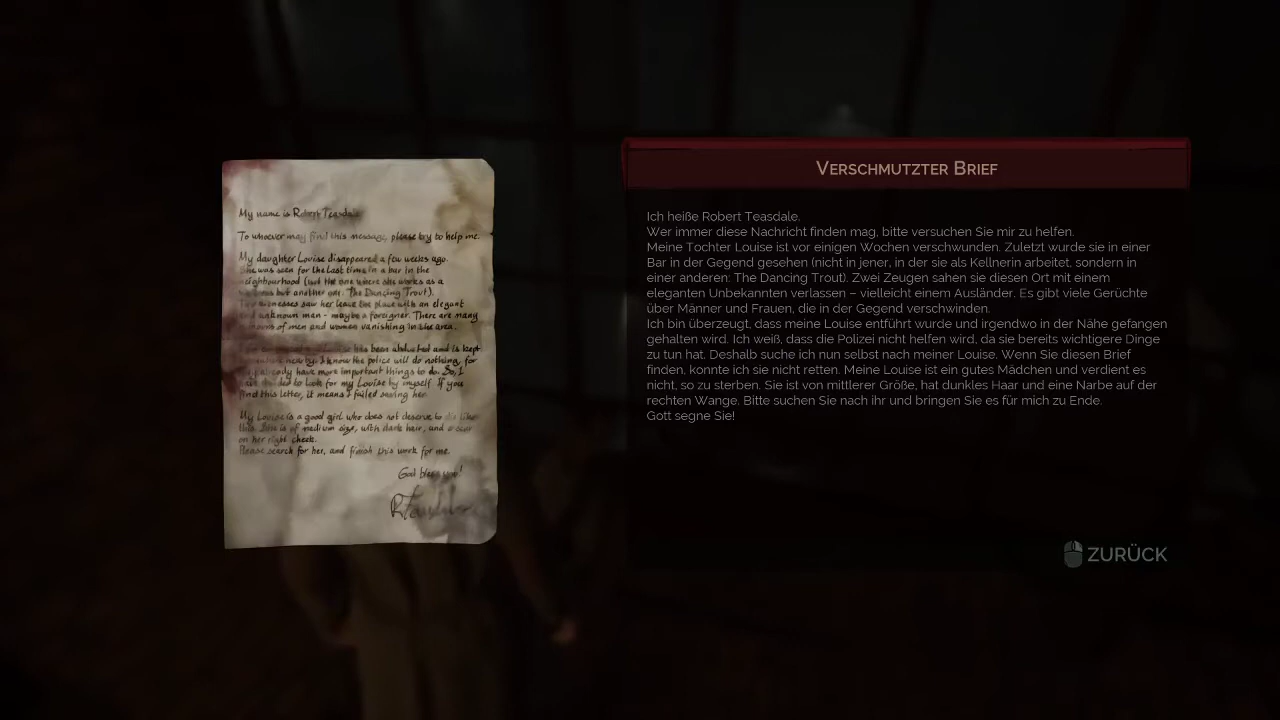 My name is Robert Teasdale.
To whoever may find this message, please try to help me.
My daughter Louise disappeared a few weeks ago.
She was seen for the last time in a bar in the
neighbourhood (not the one where she works as a
but another one: The Dancing Trout).
witnesses saw her leave the place with an elegant
unknown man - maybe a foreigner. There are many
of men and women vanishing in the area.
has been abducted and is kept
nearby. I know the police will do nothing, for
they already have more important things to do. So, I
have decided to look for my Louise by myself. If you
find this letter, it means I failed saving her.
My Louise is a good girl who does not deserve to die like
this. She is of medium size, with dark hair, and a scar
on her right cheek.
Please search for her, and finish this work for me.
God bless you!
VERSCHMUTZTER BRIEF
Ich heiße Robert Teasdale.
Wer immer diese Nachricht finden mag, bitte versuchen Sie mir zu helfen.
Meine Tochter Louise ist vor einigen Wochen verschwunden. Zuletzt wurde sie in einer
Bar in der Gegend gesehen (nicht in jener, in der sie als Kellnerin arbeitet, sondern in
einer anderen: The Dancing Trout). Zwei Zeugen sahen sie diesen Ort mit einem
eleganten Unbekannten verlassen – vielleicht einem Ausländer. Es gibt viele Gerüchte
über Männer und Frauen, die in der Gegend verschwinden.
Ich bin überzeugt, dass meine Louise entführt wurde und irgendwo in der Nähe gefangen
gehalten wird. Ich weiß, dass die Polizei nicht helfen wird, da sie bereits wichtigere Dinge
zu tun hat. Deshalb suche ich nun selbst nach meiner Louise. Wenn Sie diesen Brief
finden, konnte ich sie nicht retten. Meine Louise ist ein gutes Mädchen und verdient es
nicht, so zu sterben. Sie ist von mittlerer Größe, hat dunkles Haar und eine Narbe auf der
rechten Wange. Bitte suchen Sie nach ihr und bringen Sie es für mich zu Ende.
Gott segne Sie!
ZURÜCK